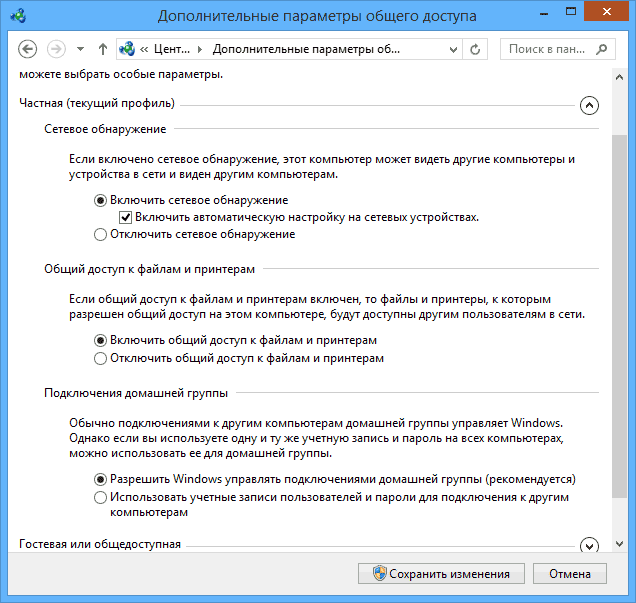 Дополнительные параметры общего доступа
« Цент... Дополнительные параметры об...
Поиск в пан...
можете выбрать особые параметры.
Частная (текущий профиль)
Сетевое обнаружение
Если включено сетевое обнаружение, этот компьютер может видеть другие компьютеры и
устройства в сети и виден другим компьютерам.
Включить сетевое обнаружение
Включить автоматическую настройку на сетевых устройствах.
Отключить сетевое обнаружение
Общий доступ к файлам и принтерам
Если общий доступ к файлам и принтерам включен, то файлы и принтеры, к которым
разрешен общий доступ на этом компьютере, будут доступны другим пользователям в сети.
Включить общий доступ к файлам и принтерам
Отключить общий доступ к файлам и принтерам
Подключения домашней группы
Обычно подключениями к другим компьютерам домашней группы управляет Windows.
Однако если вы используете одну и ту же учетную запись и пароль на всех компьютерах,
можно использовать ее для домашней группы.
Разрешить Windows управлять подключениями домашней группы (рекомендуется)
Использовать учетные записи пользователей и пароли для подключения к другим
компьютерам
Гостевая или общедоступная
Сохранить изменения
Отмена